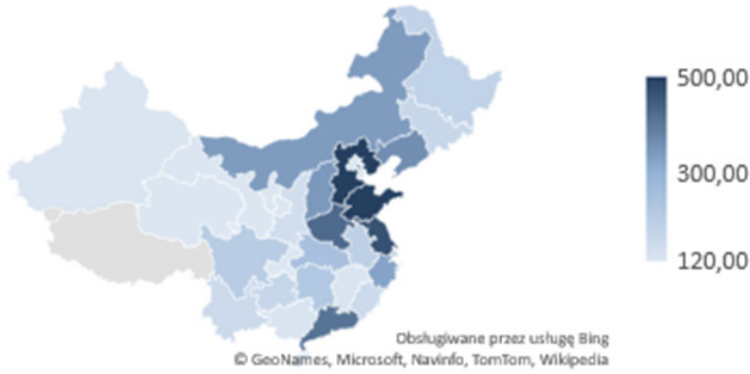 500,00
300,00
120,00
Obsługiwane przez usługę Bing
© GeoNames, Microsoft, Navinfo, TomTom, Wikipedia